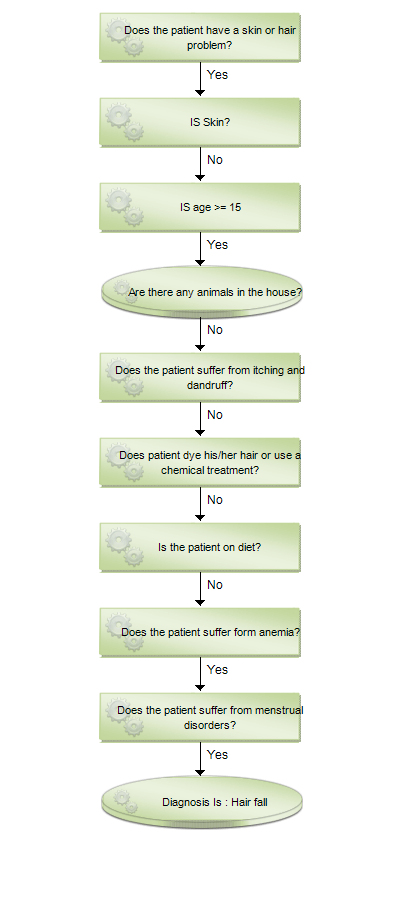 Does the patient have a skin or hair
problem?
Yes
IS Skin?
No
IS age >= 15
Yes
Are there any animals in the house?
No
Does the patient suffer from itching and
dandruff?
No
Does patient dye his/her hair or use a
chemical treatment?
No
Is the patient on diet?
No
Does the patient suffer form anemia?
Yes
Does the patient suffer from menstrual
disorders?
Yes
Diagnosis Is : Hair fall